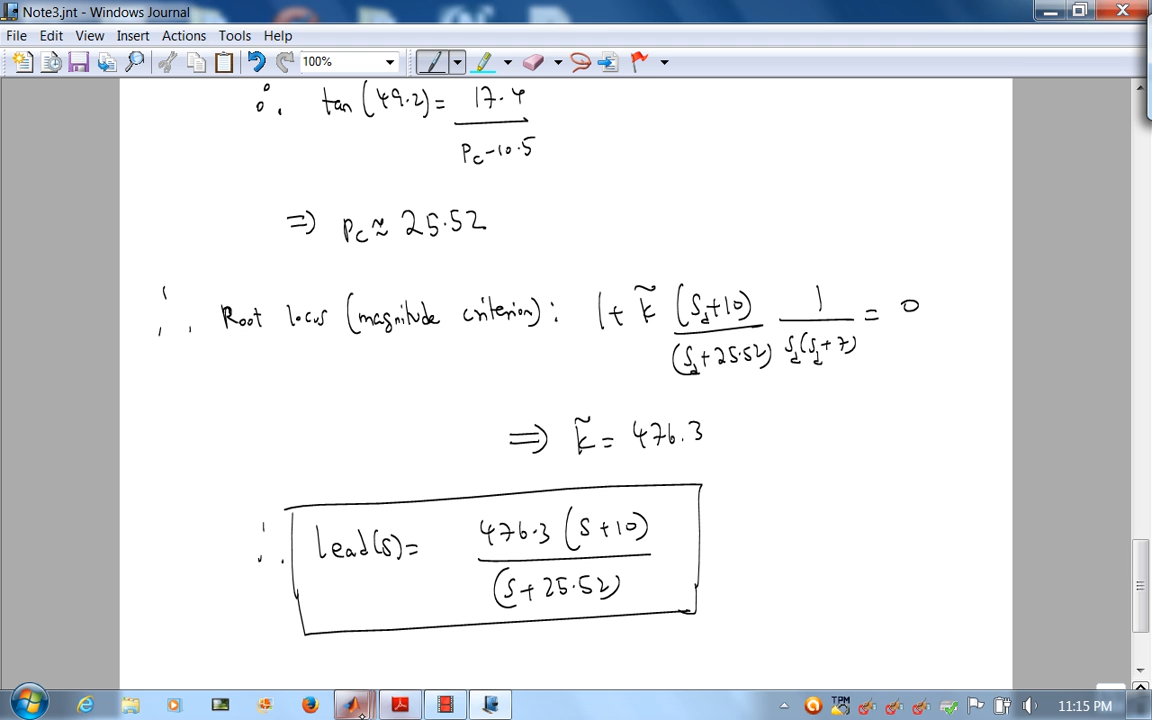 Note3.jnt - Windows Journal
File Edit View Insert Actions Tools Help
100%
∴ tan(49.2) = 17.4 / (Pc-10.5)
⇒ Pc ≈ 25.52
∴ Root locus (magnitude criterion): 1 + k̃ (Sd+10) / (Sd+25.52) 1 / Sd(Sd+7) = 0
⇒ k̃ = 476.3
∴ Lead(s) = 476.3 (S+10) / (S+25.52)
11:15 PM